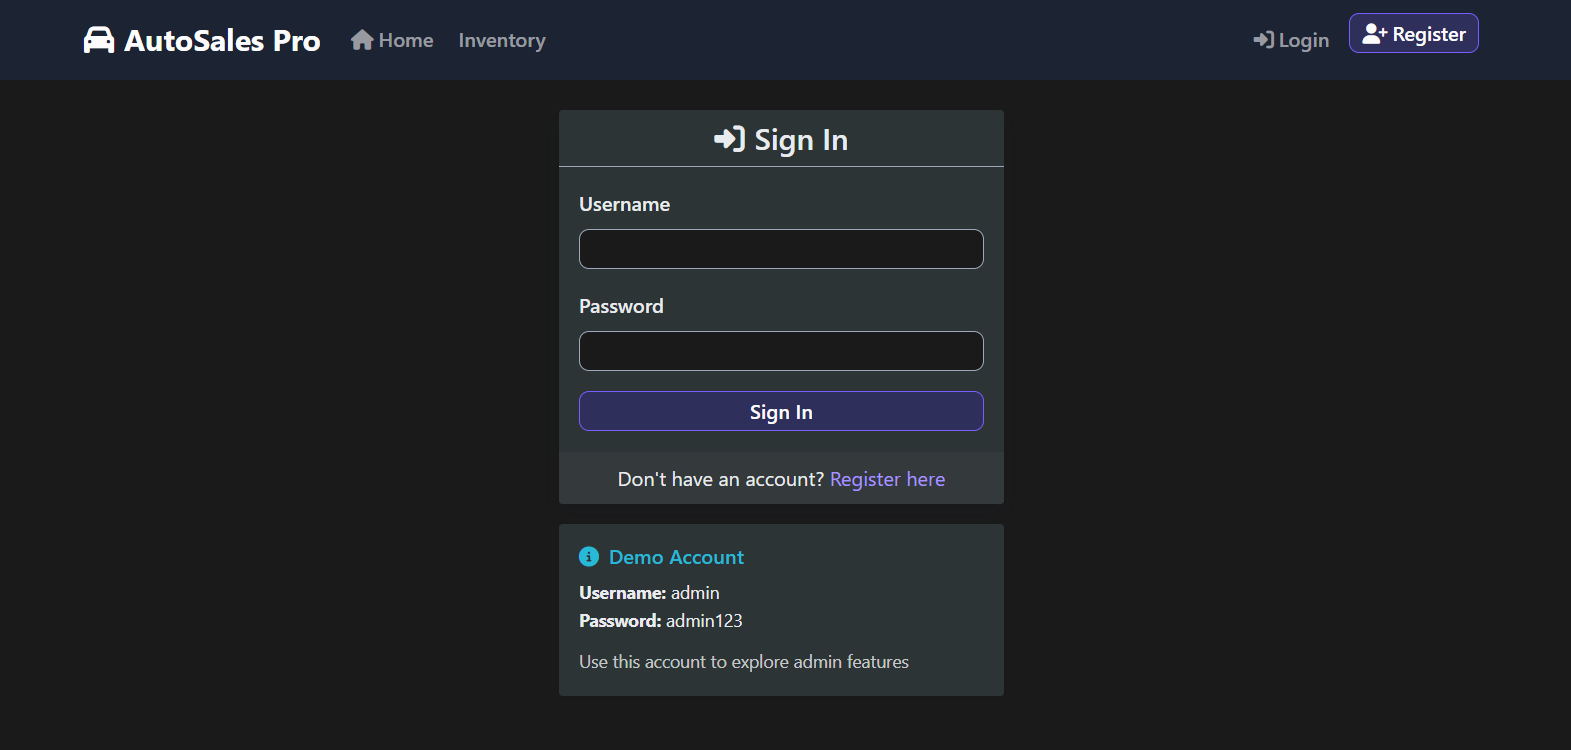 AutoSales Pro Home Inventory Login Register
Sign In
Username
Password
Sign In
Don't have an account? Register here
Demo Account
Username: admin
Password: admin123
Use this account to explore admin features